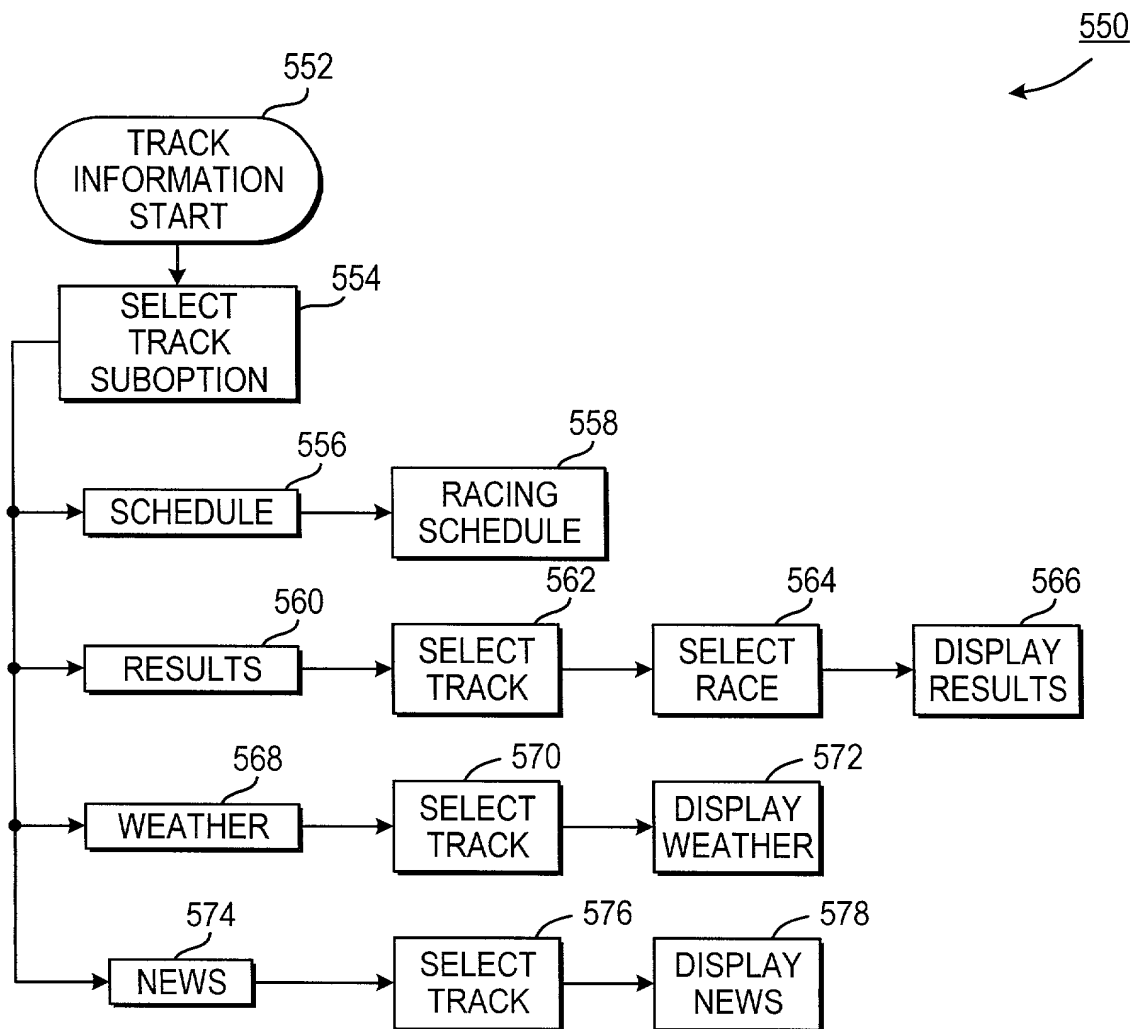 550
552
TRACK
INFORMATION
START
554
SELECT
TRACK
SUBOPTION
556
SCHEDULE
558
RACING
SCHEDULE
560
RESULTS
562
SELECT
TRACK
564
SELECT
RACE
566
DISPLAY
RESULTS
568
WEATHER
570
SELECT
TRACK
572
DISPLAY
WEATHER
574
NEWS
576
SELECT
TRACK
578
DISPLAY
NEWS